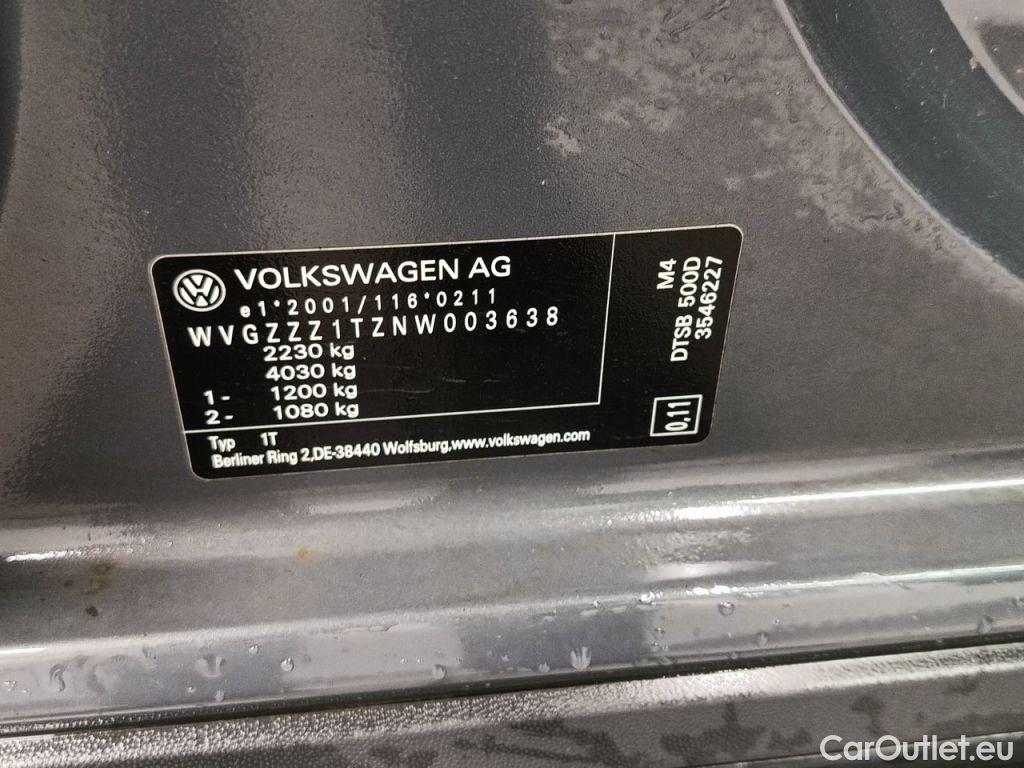 VOLKSWAGEN AG
e1*2001/116*0211
WVGZZZ1TZNW003638
2230 kg
4030 kg
1- 1200 kg
2- 1080 kg
Typ 1T
Berliner Ring 2,DE-38440 Wolfsburg,www.volkswagen.com
M4
DTSB 500D
3546227
0,11
CarOutlet.eu